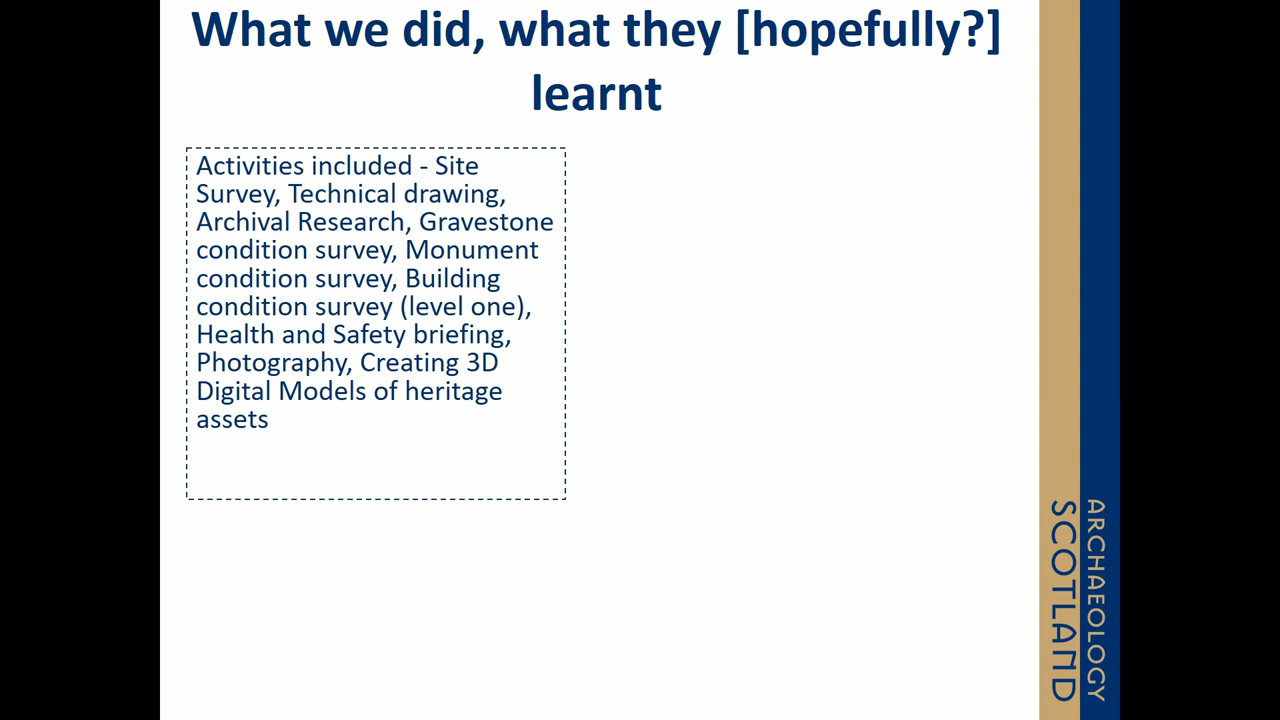 What we did, what they [hopefully?]
learnt
Activities included - Site
Survey, Technical drawing,
Archival Research, Gravestone
condition survey, Monument
condition survey, Building
condition survey (level one),
Health and Safety briefing,
Photography, Creating 3D
Digital Models of heritage
assets
ARCHAEOLOGY
SCOTLAND